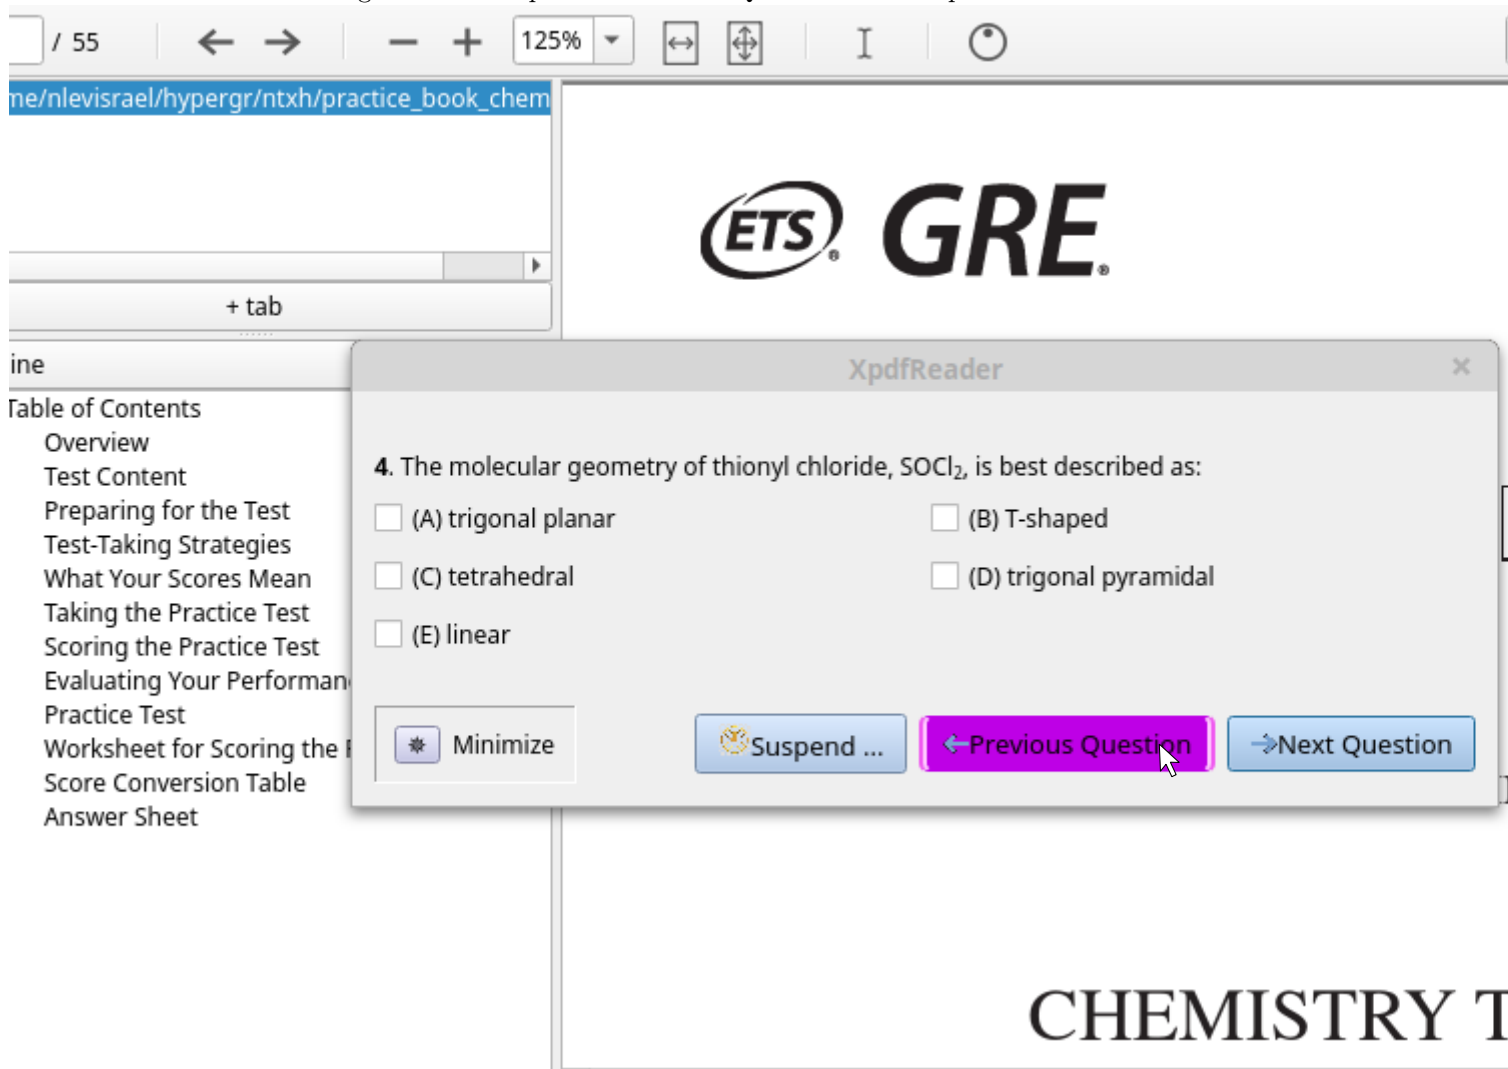 / 55
125%
me/nlevisrael/hypergr/ntxh/practice_book_chem
+ tab
ine
Table of Contents
Overview
Test Content
Preparing for the Test
Test-Taking Strategies
What Your Scores Mean
Taking the Practice Test
Scoring the Practice Test
Evaluating Your Performan
Practice Test
Worksheet for Scoring the
Score Conversion Table
Answer Sheet
ETS® GRE®
XpdfReader
4. The molecular geometry of thionyl chloride, SOCl₂, is best described as:
(A) trigonal planar
(B) T-shaped
(C) tetrahedral
(D) trigonal pyramidal
(E) linear
Minimize
Suspend ...
Previous Question
Next Question
CHEMISTRY T